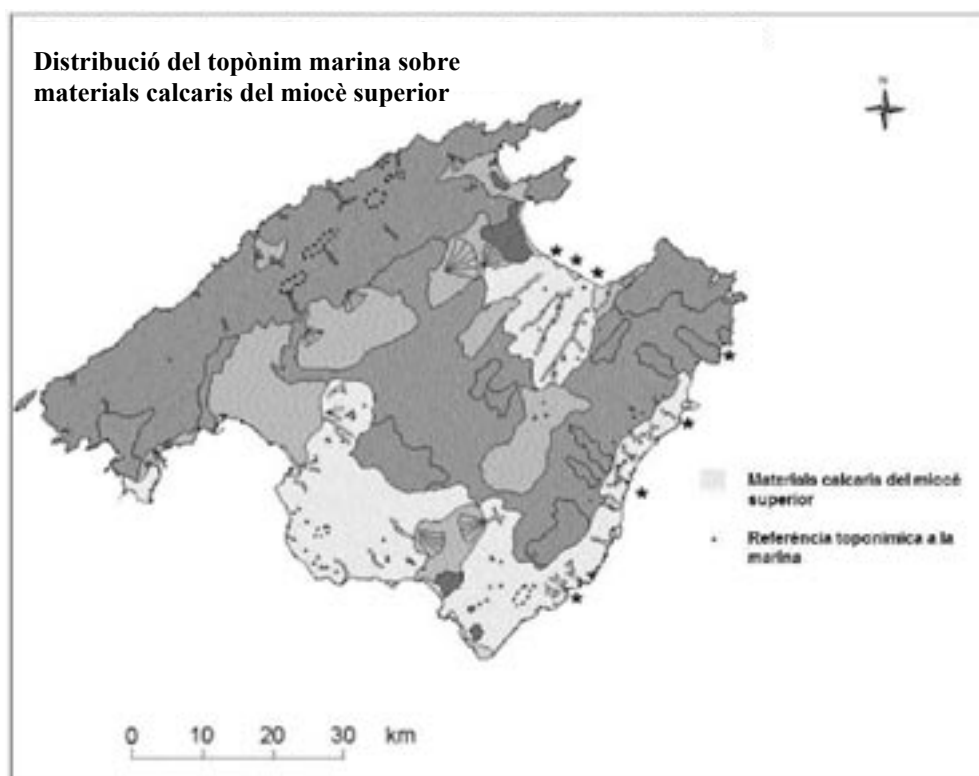 Distribució del topònim marina sobre
materials calcaris del miocè superior
N
Materials calcaris del miocè
superior
Referència toponímica a la
marina
0 10 20 30 km